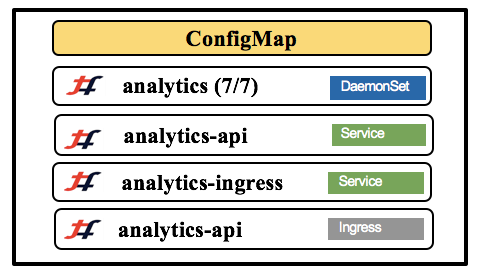 ConfigMap
analytics (7/7) DaemonSet
analytics-api Service
analytics-ingress Service
analytics-api Ingress